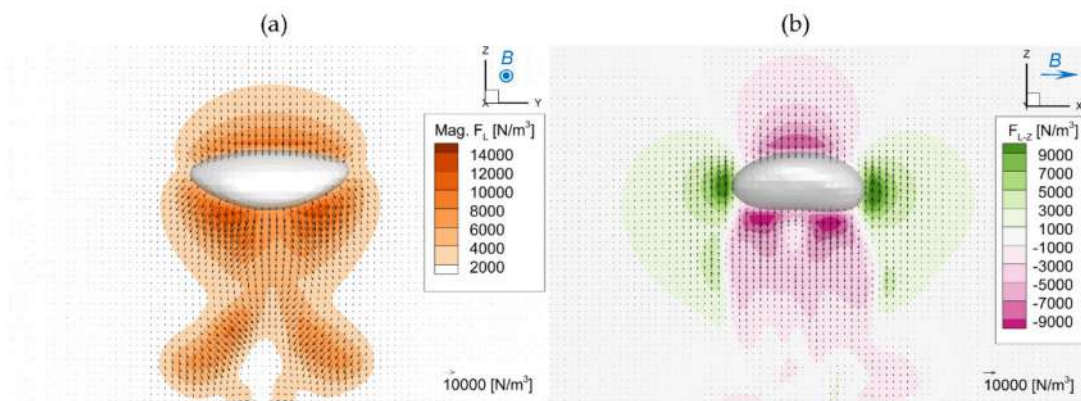 (a)
Z
B
X
Y
Mag. F_L [N/m³]
14000
12000
10000
8000
6000
4000
2000
10000 [N/m³]
(b)
Z
B
Y
X
F_L-Z [N/m³]
9000
7000
5000
3000
1000
-1000
-3000
-5000
-7000
-9000
10000 [N/m³]